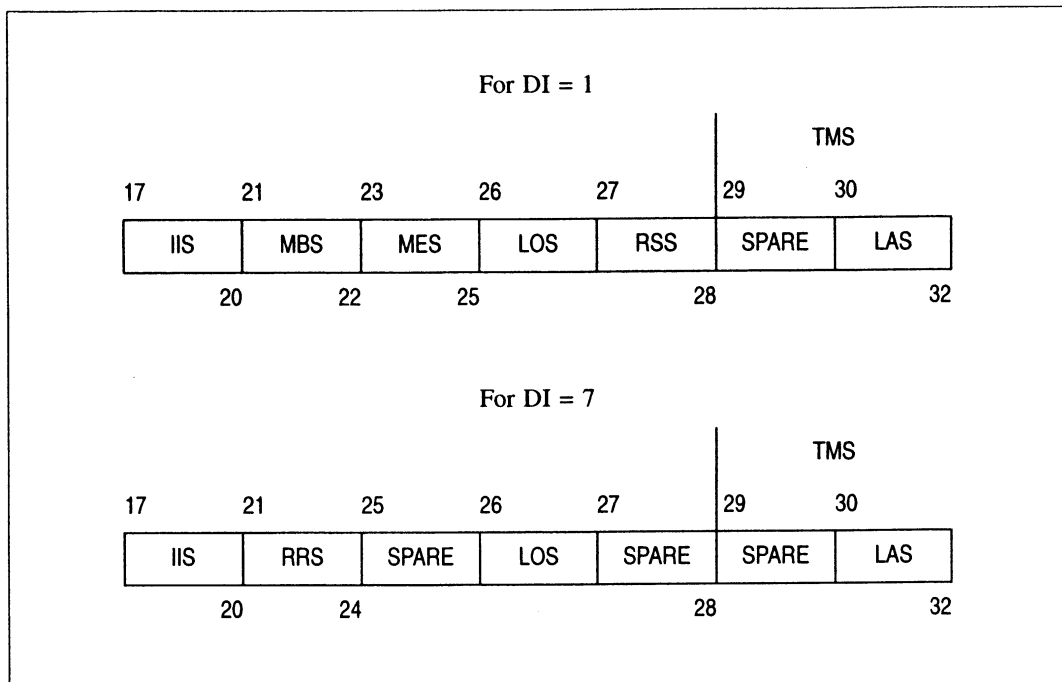 For DI = 1
TMS
17 21 23 26 27 29 30
IIS MBS MES LOS RSS SPARE LAS
20 22 25 28 32
For DI = 7
TMS
17 21 25 26 27 29 30
IIS RRS SPARE LOS SPARE SPARE LAS
20 24 28 32